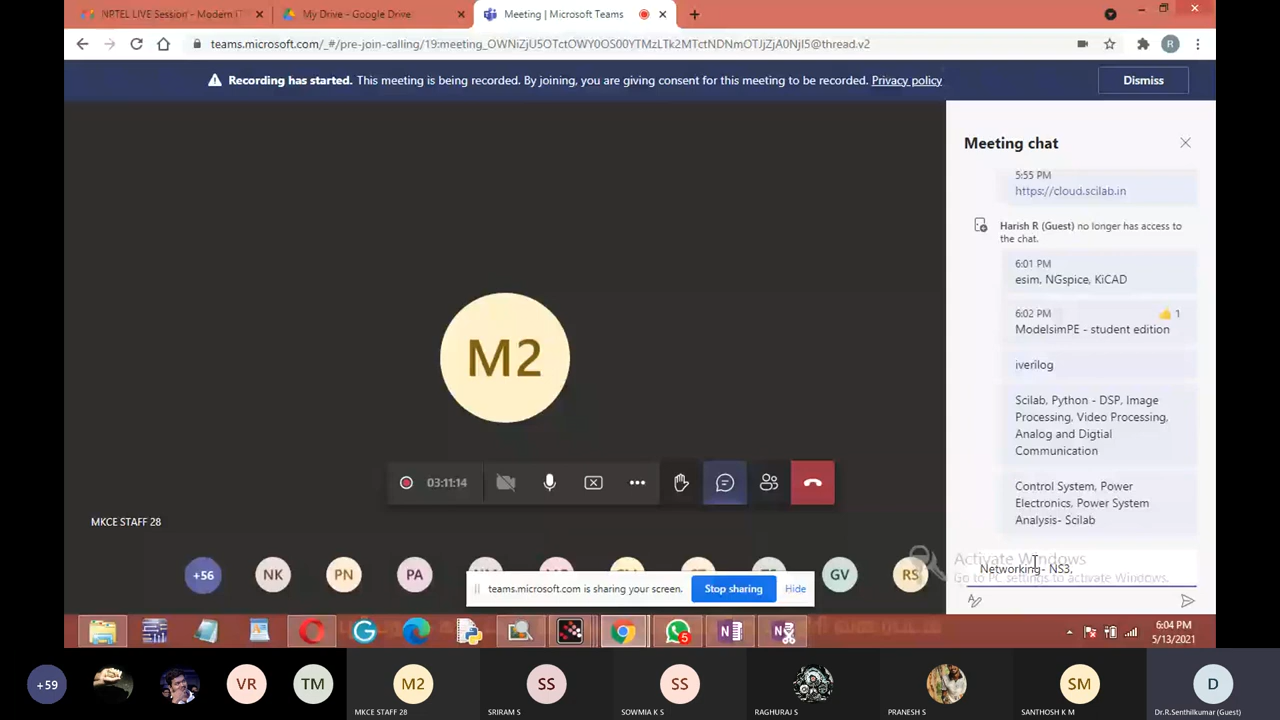 NPTEL LIVE Session - Modern
My Drive - Google Drive
Meeting | Microsoft Teams
teams.microsoft.com/_#/pre-join-calling/19:meeting_OWNiZjU5OTctOWY0OS00YTMzLTk2MTctNDNmOTJjZjA0NjI5@thread.v2
R
Recording has started. This meeting is being recorded. By joining, you are giving consent for this meeting to be recorded. Privacy policy
Dismiss
Meeting chat
5:55 PM
https://cloud.scilab.in
Harish R (Guest) no longer has access to
the chat.
6:01 PM
esim, NGspice, KiCAD
6:02 PM
1
ModelsimPE - student edition
iverilog
Scilab, Python - DSP, Image
Processing, Video Processing,
Analog and Digtial
Communication
Control System, Power
Electronics, Power System
Analysis- Scilab
Networking- NS3.
Activate Windows
Go to PC settings to activate Windows.
M2
03:11:14
MKCE STAFF 28
+56
NK
PN
PA
GV
RS
teams.microsoft.com is sharing your screen.
Stop sharing
Hide
5
6:04 PM
5/13/2021
+59
VR
TM
M2
MKCE STAFF 28
SS
SRIRAM S
SS
SOWMIA K S
RAGHURAJ S
PRANESH S
SM
SANTHOSH K M
D
Dr.R.Senthilkumar (Guest)